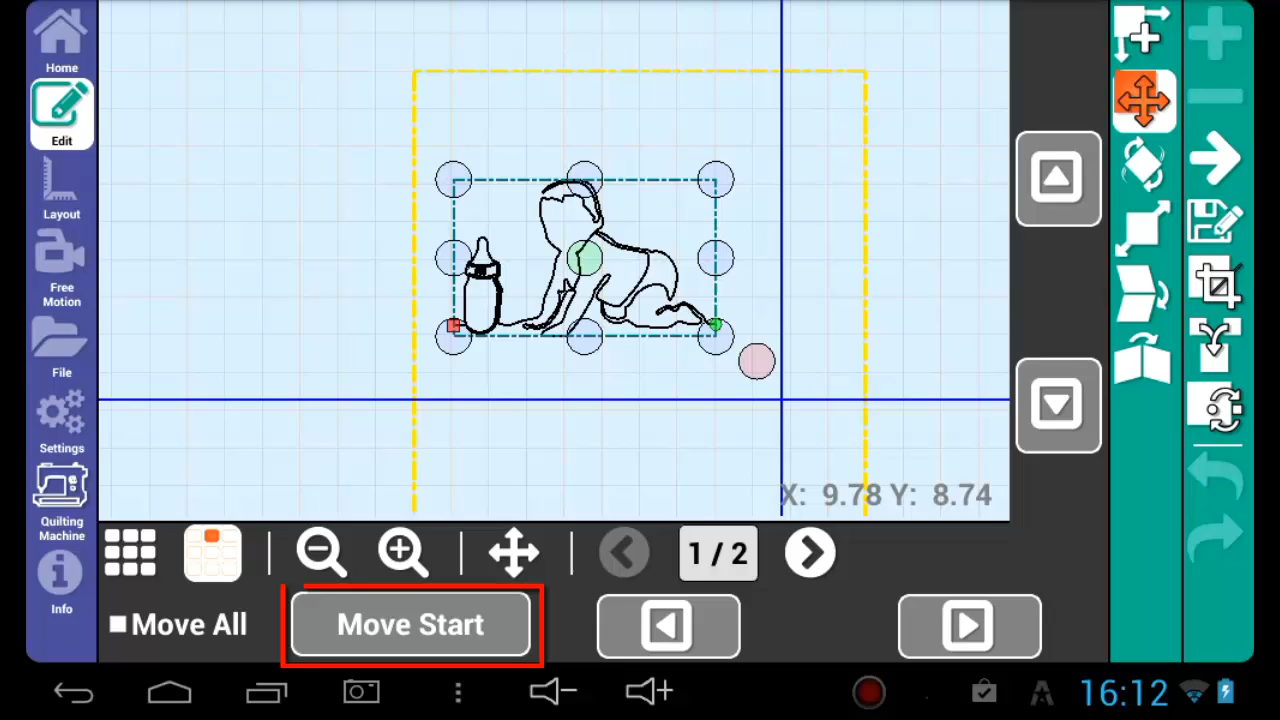 Home
Edit
Layout
Free
Motion
File
Settings
Quilting
Machine
Info
X: 9.78 Y: 8.74
1 / 2
Move All
Move Start
16:12